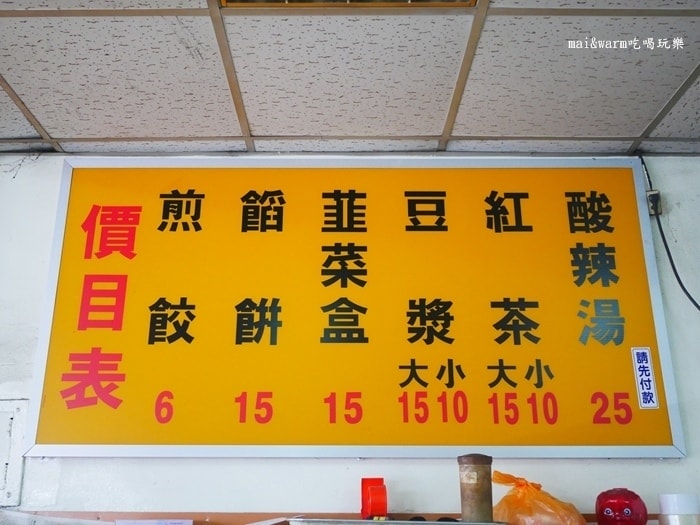 mai&warm吃喝玩樂
價目表
煎餃 6
餡餅 15
韮菜盒 15
豆漿 大15 小10
紅茶 大15 小10
酸辣湯 25
請先付款